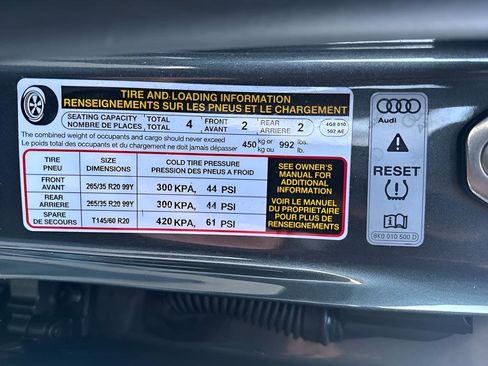 TIRE AND LOADING INFORMATION
RENSEIGNEMENTS SUR LES PNEUS ET LE CHARGEMENT
SEATING CAPACITY TOTAL 4 FRONT 2 REAR 2
NOMBRE DE PLACES TOTAL AVANT ARRIERE
4G8 010
502 AE
The combined weight of occupants and cargo should never exceed 450 kg or 992 lbs.
Le poids total des occupants et du chargement ne doit jamais dépasser kg ou lb.
TIRE SIZE COLD TIRE PRESSURE
PNEU DIMENSIONS PRESSION DES PNEUS A FROID
FRONT
AVANT 265/35 R20 99Y 300 KPA, 44 PSI
REAR
ARRIERE 265/35 R20 99Y 300 KPA, 44 PSI
SPARE
DE SECOURS T145/60 R20 420 KPA, 61 PSI
SEE OWNER'S
MANUAL FOR
ADDITIONAL
INFORMATION
VOIR LE MANUEL
DU PROPRIETAIRE
POUR PLUS DE
RENSEIGNEMENTS
Audi
RESET
8K0 010 500 D